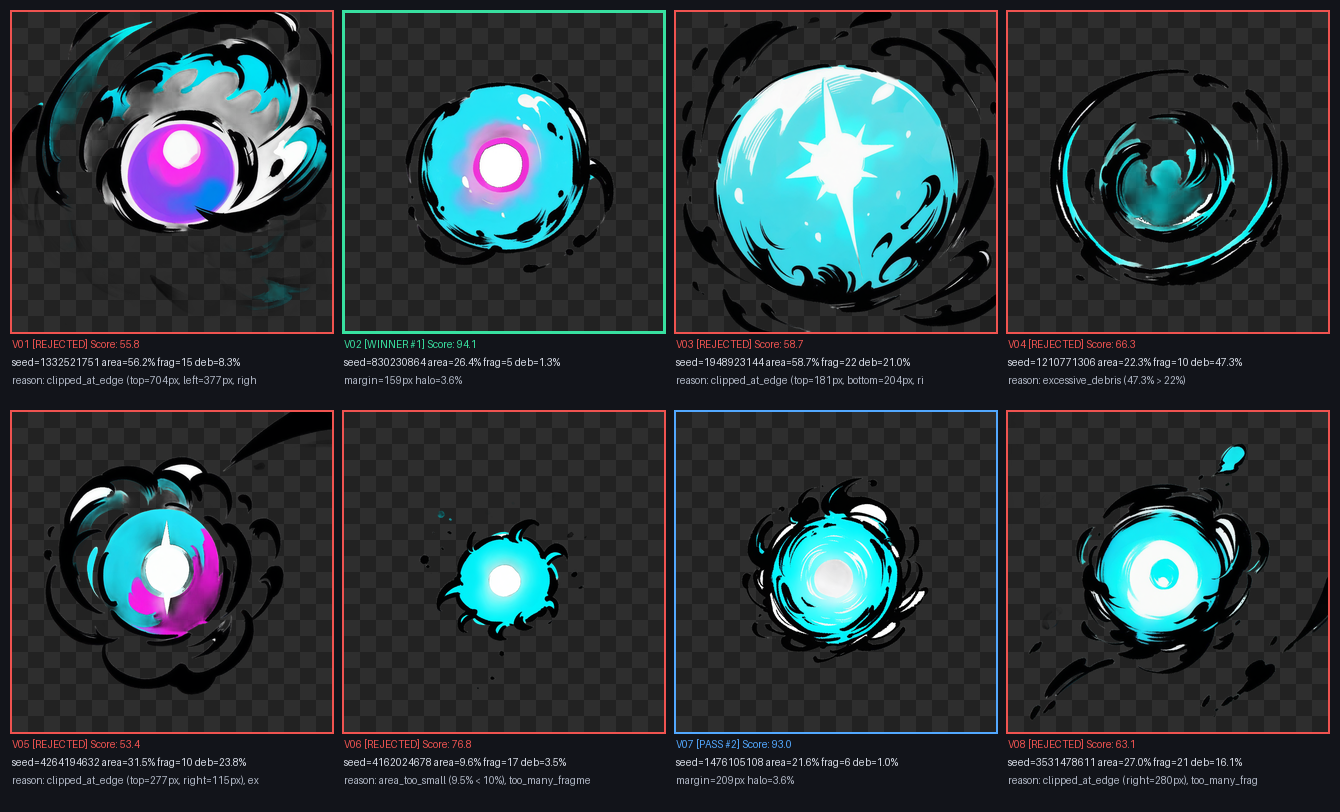 V01 [REJECTED] Score: 55.8
seed=1332521751 area=56.2% frag=15 deb=8.3%
reason: clipped_at_edge (top=704px, left=377px, righ
V02 [WINNER #1] Score: 94.1
seed=830230864 area=26.4% frag=5 deb=1.3%
margin=159px halo=3.6%
V03 [REJECTED] Score: 58.7
seed=1948923144 area=58.7% frag=22 deb=21.0%
reason: clipped_at_edge (top=181px, bottom=204px, ri
V04 [REJECTED] Score: 66.3
seed=1210771306 area=22.3% frag=10 deb=47.3%
reason: excessive_debris (47.3% > 22%)
V05 [REJECTED] Score: 53.4
seed=4264194632 area=31.5% frag=10 deb=23.8%
reason: clipped_at_edge (top=277px, right=115px), ex
V06 [REJECTED] Score: 76.8
seed=4162024678 area=9.6% frag=17 deb=3.5%
reason: area_too_small (9.5% < 10%), too_many_fragme
V07 [PASS #2] Score: 93.0
seed=1476105108 area=21.6% frag=6 deb=1.0%
margin=209px halo=3.6%
V08 [REJECTED] Score: 63.1
seed=3531478611 area=27.0% frag=21 deb=16.1%
reason: clipped_at_edge (right=280px), too_many_frag